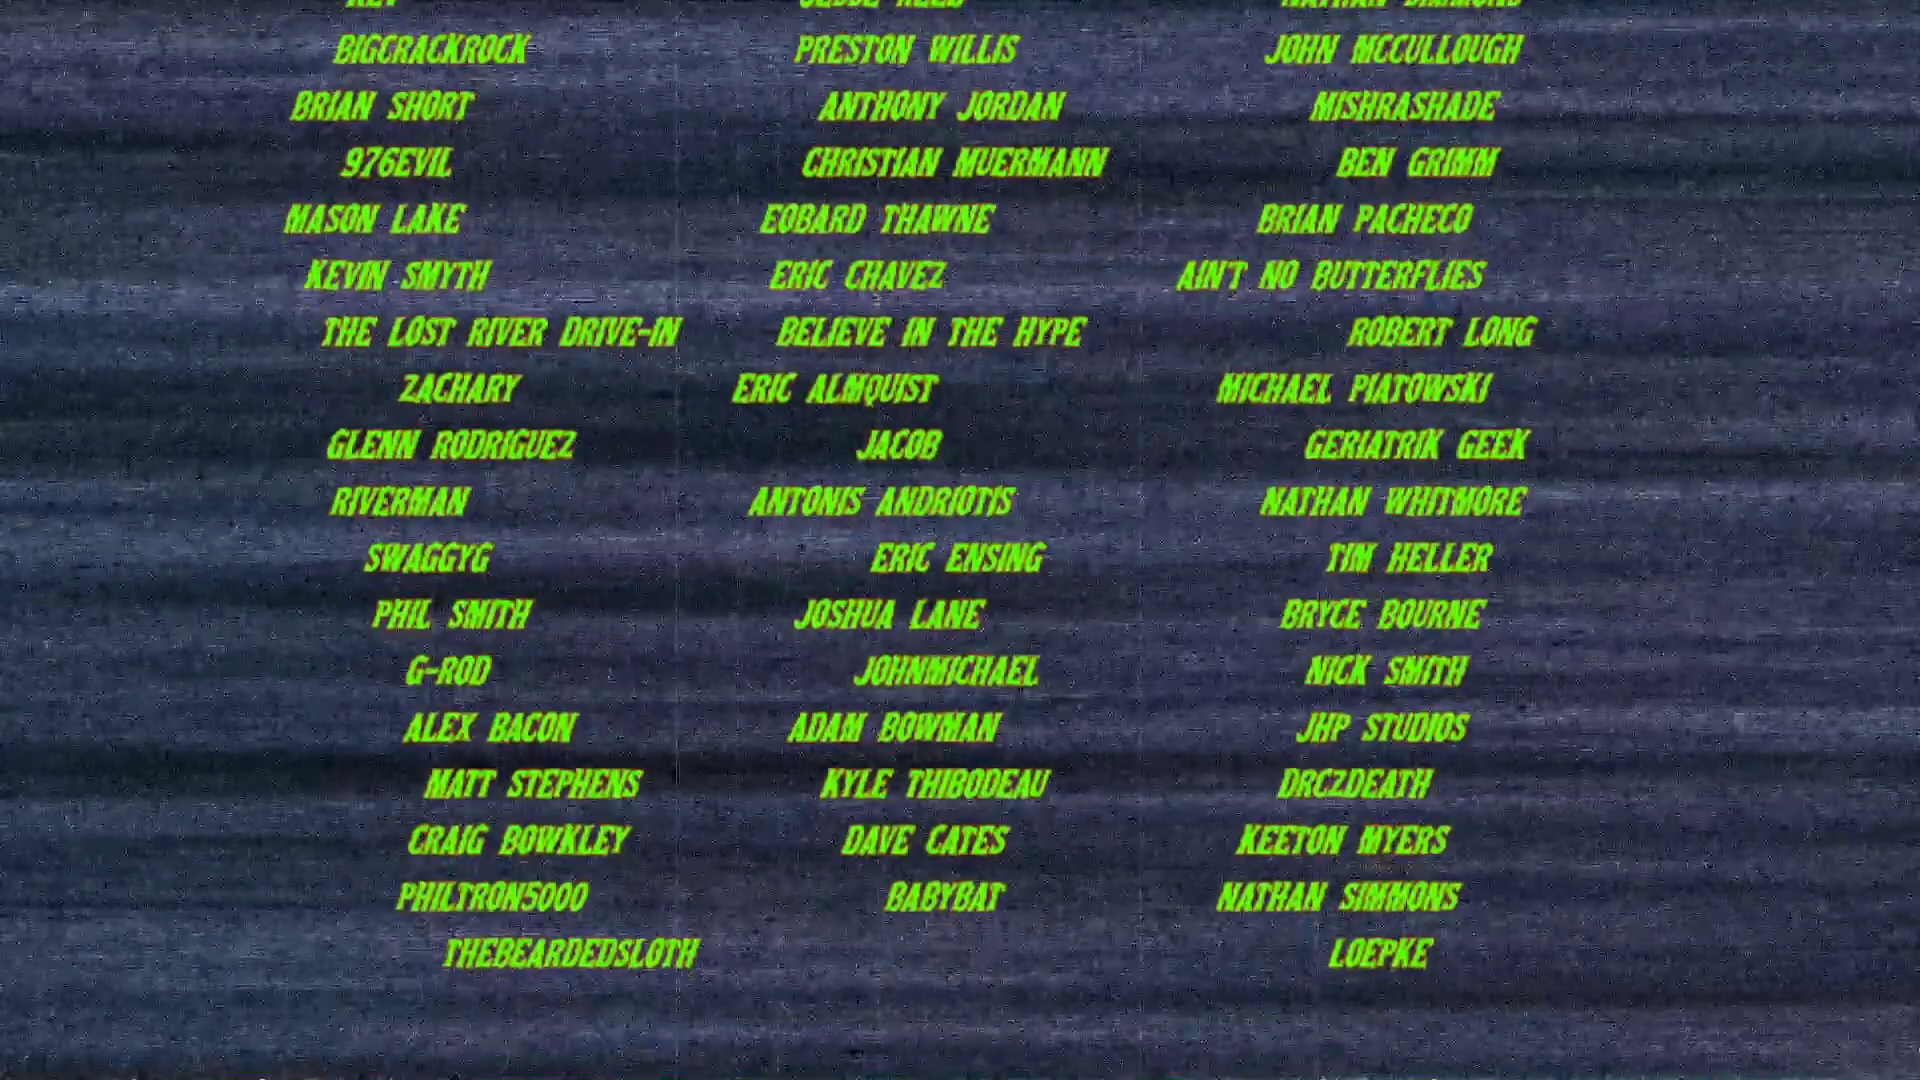 BIGCRACKROCK PRESTON WILLIS JOHN MCCULLOUGH
BRIAN SHORT ANTHONY JORDAN MISHRASHADE
976EVIL CHRISTIAN MUERMANN BEN GRIMM
MASON LAKE EOBARD THAWNE BRIAN PACHECO
KEVIN SMYTH ERIC CHAVEZ AIN'T NO BUTTERFLIES
THE LOST RIVER DRIVE-IN BELIEVE IN THE HYPE ROBERT LONG
ZACHARY ERIC ALMQUIST MICHAEL PIATOWSKI
GLENN RODRIGUEZ JACOB GERIATRIK GEEK
RIVERMAN ANTONIS ANDRIOTIS NATHAN WHITMORE
SWAGGYG ERIC ENSING TIM HELLER
PHIL SMITH JOSHUA LANE BRYCE BOURNE
G-ROD JOHNMICHAEL NICK SMITH
ALEX BACON ADAM BOWMAN JHP STUDIOS
MATT STEPHENS KYLE THIBODEAU DRCZDEATH
CRAIG BOWKLEY DAVE CATES KEETON MYERS
PHILTRON5000 BABYBAT NATHAN SIMMONS
THEBEARDEDSLOTH LOEPKE